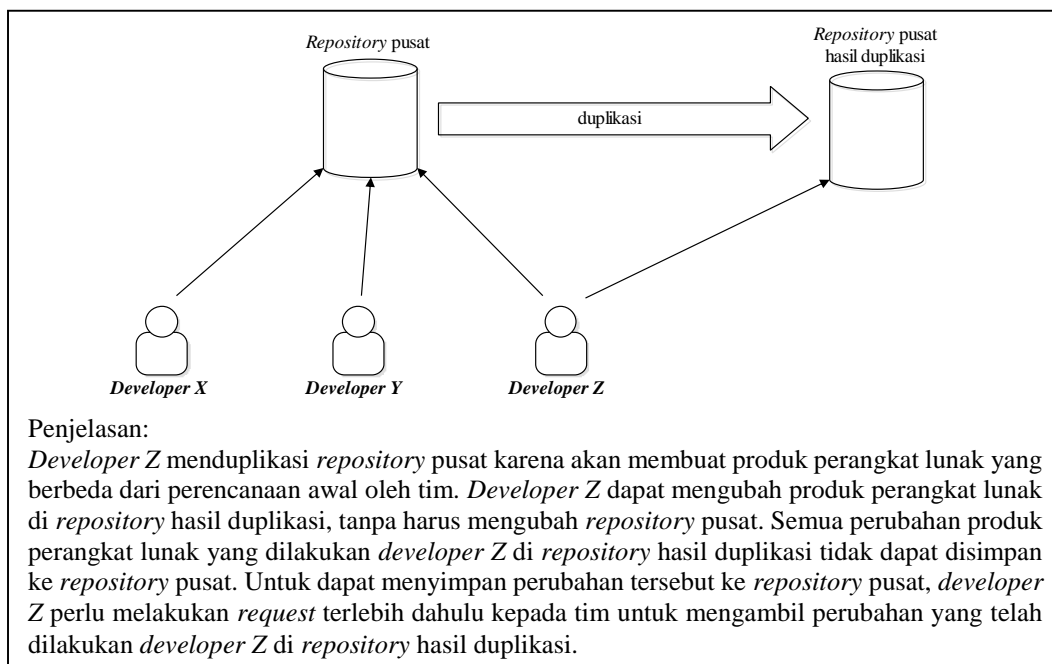 Repository pusat
Repository pusat
hasil duplikasi
duplikasi
Developer X
Developer Y
Developer Z
Penjelasan:
Developer Z menduplikasi repository pusat karena akan membuat produk perangkat lunak yang
berbeda dari perencanaan awal oleh tim. Developer Z dapat mengubah produk perangkat lunak
di repository hasil duplikasi, tanpa harus mengubah repository pusat. Semua perubahan produk
perangkat lunak yang dilakukan developer Z di repository hasil duplikasi tidak dapat disimpan
ke repository pusat. Untuk dapat menyimpan perubahan tersebut ke repository pusat, developer
Z perlu melakukan request terlebih dahulu kepada tim untuk mengambil perubahan yang telah
dilakukan developer Z di repository hasil duplikasi.